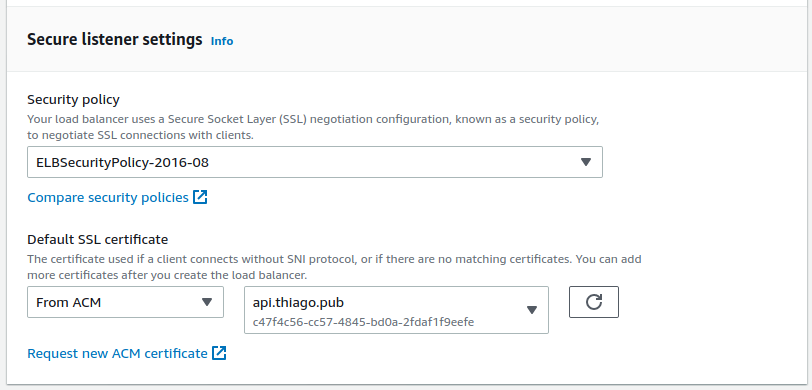 Secure listener settings Info
Security policy
Your load balancer uses a Secure Socket Layer (SSL) negotiation configuration, known as a security policy,
to negotiate SSL connections with clients.
ELBSecurityPolicy-2016-08
Compare security policies
Default SSL certificate
The certificate used if a client connects without SNI protocol, or if there are no matching certificates. You can add
more certificates after you create the load balancer.
From ACM
api.thiago.pub
c47f4c56-cc57-4845-bd0a-2fdaf1f9eefe
Request new ACM certificate